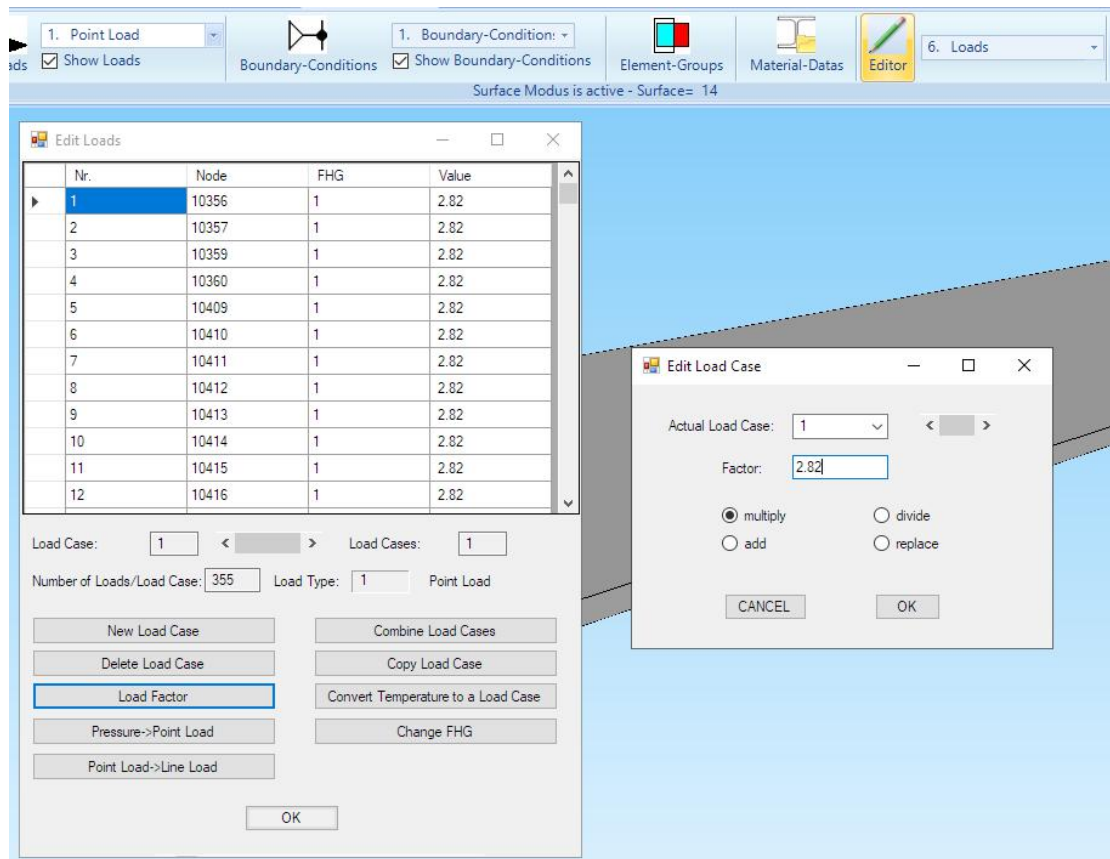 1. Point Load
Show Loads
ads
Boundary-Conditions
1. Boundary-Condition:
Show Boundary-Conditions
Element-Groups
Material-Datas
Editor
6. Loads
Surface Modus is active - Surface= 14
Edit Loads
Nr. Node FHG Value
1 10356 1 2.82
2 10357 1 2.82
3 10359 1 2.82
4 10360 1 2.82
5 10409 1 2.82
6 10410 1 2.82
7 10411 1 2.82
8 10412 1 2.82
9 10413 1 2.82
10 10414 1 2.82
11 10415 1 2.82
12 10416 1 2.82
Load Case: 1 < > Load Cases: 1
Number of Loads/Load Case: 355 Load Type: 1 Point Load
New Load Case Combine Load Cases
Delete Load Case Copy Load Case
Load Factor Convert Temperature to a Load Case
Pressure->Point Load Change FHG
Point Load->Line Load
OK
Edit Load Case
Actual Load Case: 1 < >
Factor: 2.82
multiply divide
add replace
CANCEL OK